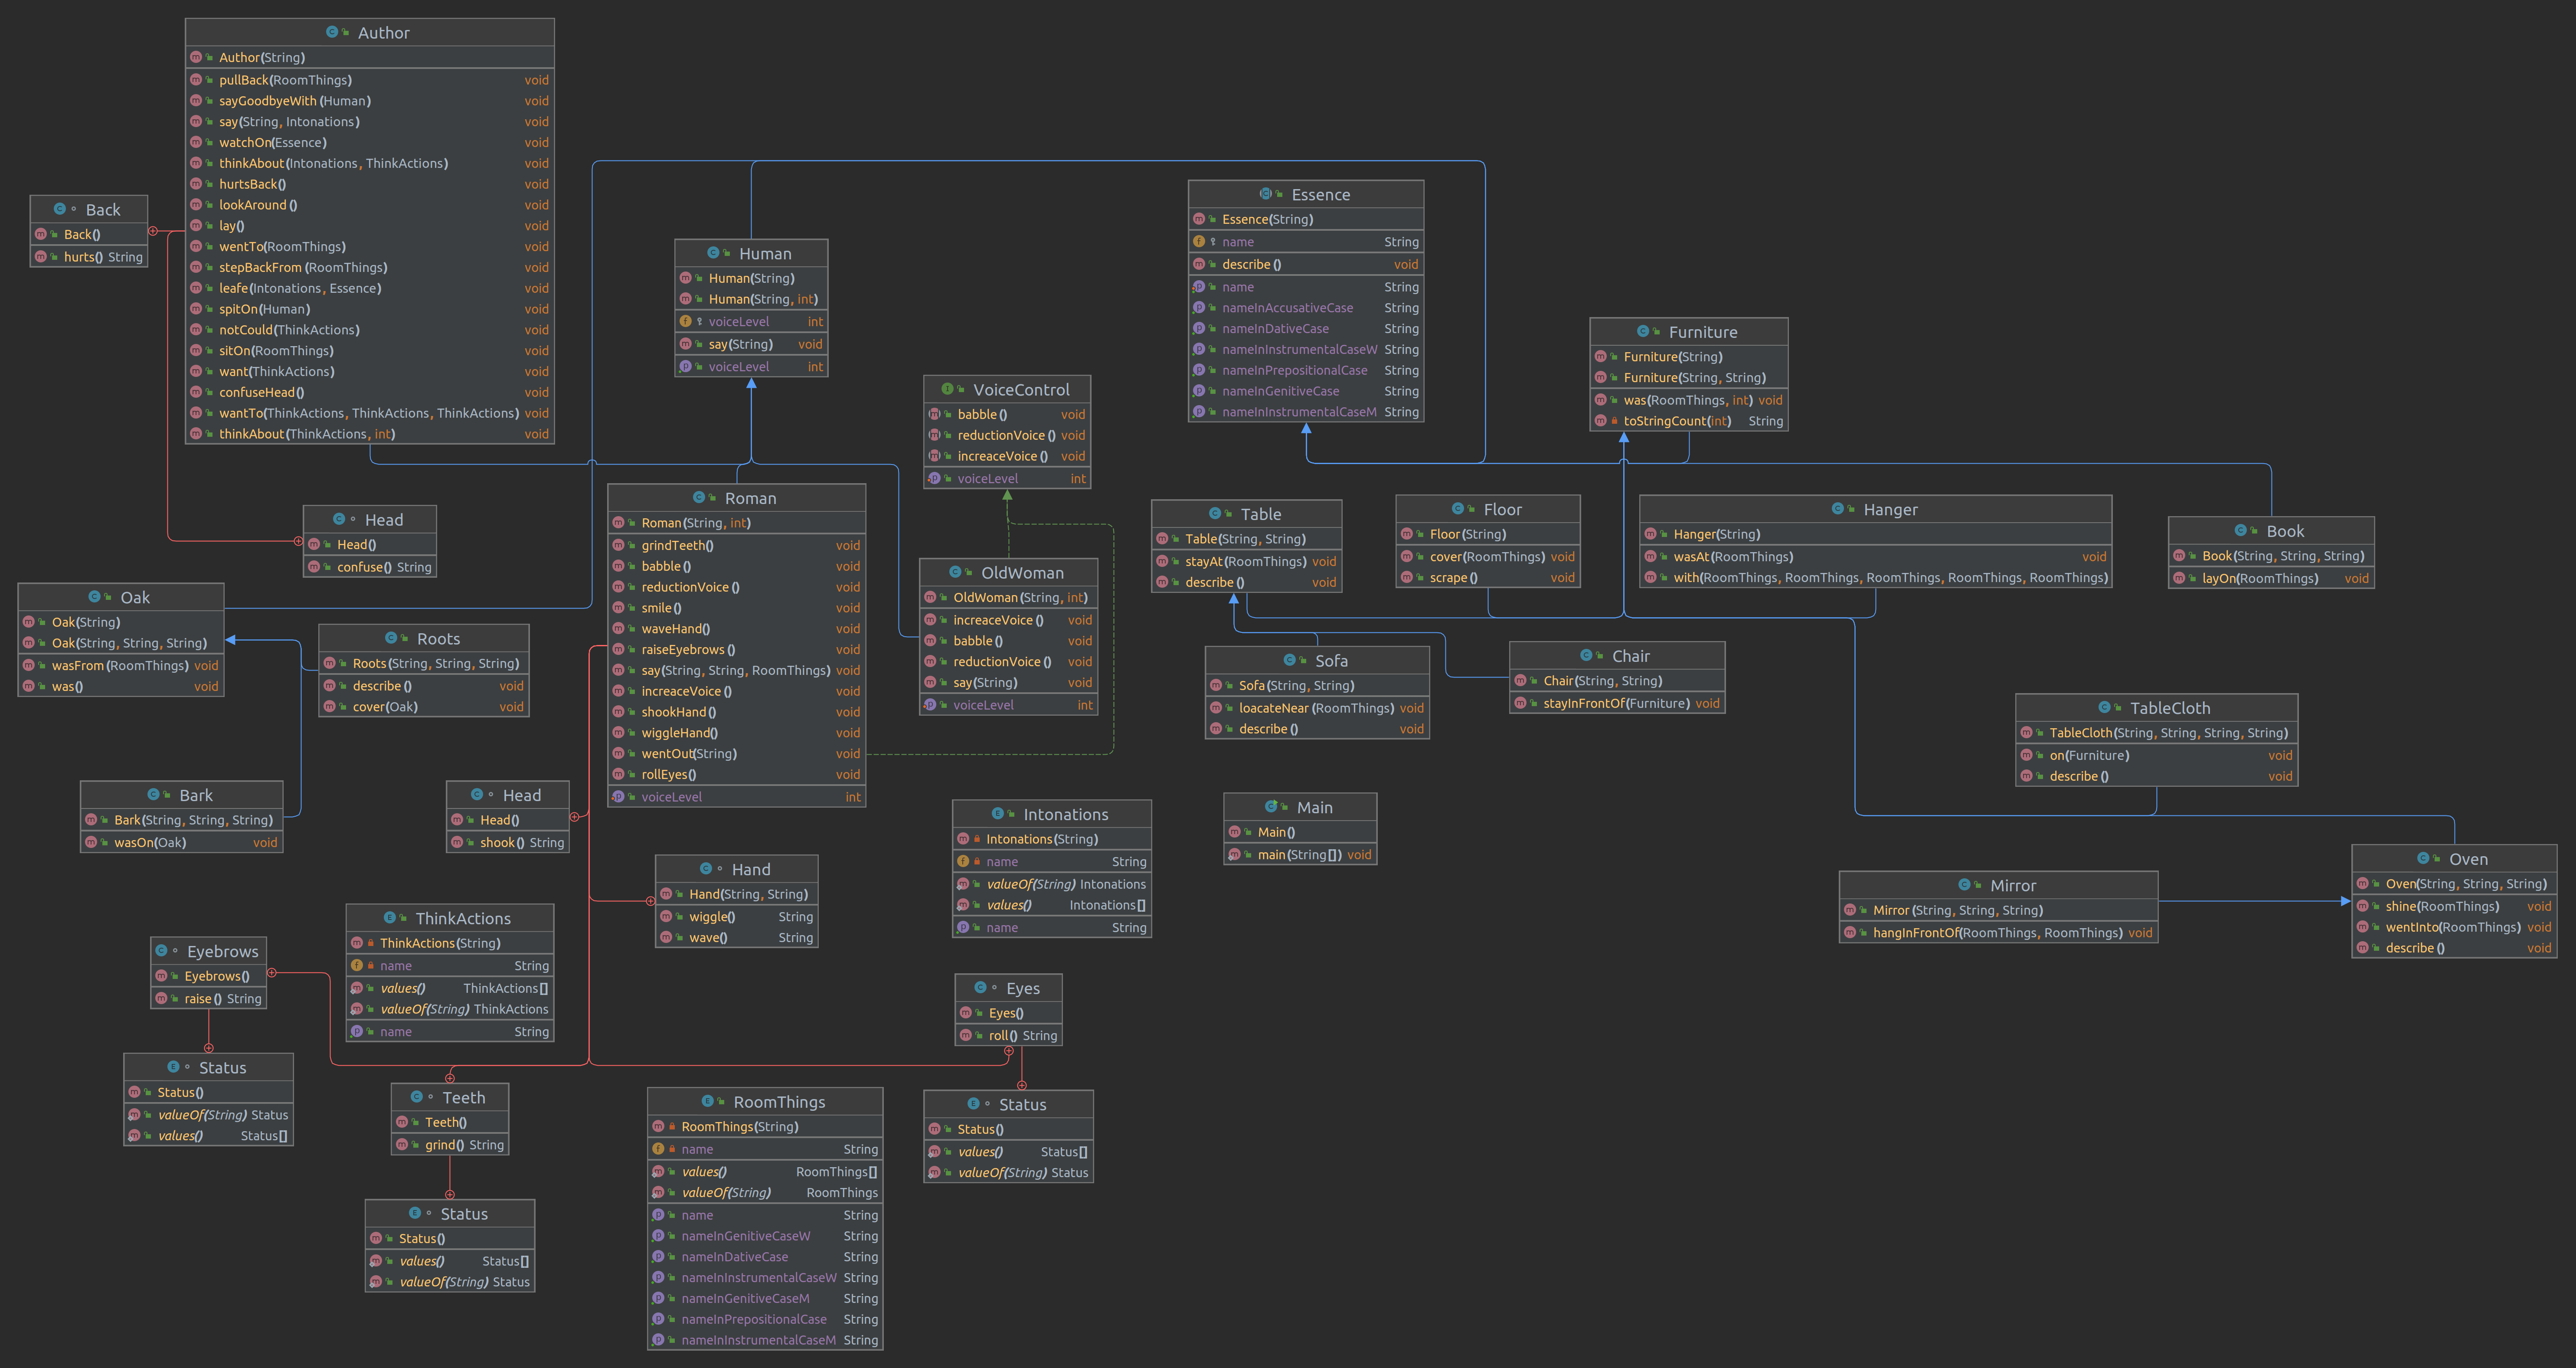 Author
Author(String)
pullBack(RoomThings) void
sayGoodbyeWith(Human) void
say(String, Intonations) void
watchOn(Essence) void
thinkAbout(Intonations, ThinkActions) void
hurtsBack() void
lookAround() void
lay() void
wentTo(RoomThings) void
stepBackFrom(RoomThings) void
leafe(Intonations, Essence) void
spitOn(Human) void
notCould(ThinkActions) void
sitOn(RoomThings) void
want(ThinkActions) void
confuseHead() void
wantTo(ThinkActions, ThinkActions, ThinkActions) void
thinkAbout(ThinkActions, int) void
Back
Back()
hurts() String
Human
Human(String)
Human(String, int)
voiceLevel int
say(String) void
voiceLevel int
Essence
Essence(String)
name String
describe() void
name String
nameInAccusativeCase String
nameInDativeCase String
nameInInstrumentalCaseW String
nameInPrepositionalCase String
nameInGenitiveCase String
nameInInstrumentalCaseM String
Furniture
Furniture(String)
Furniture(String, String)
was(RoomThings, int) void
toStringCount(int) String
VoiceControl
babble() void
reductionVoice() void
increaceVoice() void
voiceLevel int
Head
Head()
confuse() String
Roman
Roman(String, int)
grindTeeth() void
babble() void
reductionVoice() void
smile() void
waveHand() void
raiseEyebrows() void
say(String, String, RoomThings) void
increaceVoice() void
shookHand() void
wiggleHand() void
wentOut(String) void
rollEyes() void
voiceLevel int
OldWoman
OldWoman(String, int)
increaceVoice() void
babble() void
reductionVoice() void
say(String) void
voiceLevel int
Table
Table(String, String)
stayAt(RoomThings) void
describe() void
Floor
Floor(String)
cover(RoomThings) void
scrape() void
Hanger
Hanger(String)
wasAt(RoomThings) void
with(RoomThings, RoomThings, RoomThings, RoomThings, RoomThings) void
Book
Book(String, String, String)
layOn(RoomThings) void
Oak
Oak(String)
Oak(String, String, String)
wasFrom(RoomThings) void
was() void
Roots
Roots(String, String, String)
describe() void
cover(Oak) void
Sofa
Sofa(String, String)
loacateNear(RoomThings) void
describe() void
Chair
Chair(String, String)
stayInFrontOf(Furniture) void
TableCloth
TableCloth(String, String, String, String)
on(Furniture) void
describe() void
Bark
Bark(String, String, String)
wasOn(Oak) void
Head
Head()
shook() String
Hand
Hand(String, String)
wiggle() String
wave() String
Intonations
Intonations(String)
name String
valueOf(String) Intonations
values() Intonations[]
name String
Main
Main()
main(String[]) void
Mirror
Mirror(String, String, String)
hangInFrontOf(RoomThings, RoomThings) void
Oven
Oven(String, String, String)
shine(RoomThings) void
wentInto(RoomThings) void
describe() void
ThinkActions
ThinkActions(String)
name String
values() ThinkActions[]
valueOf(String) ThinkActions
name String
Eyebrows
Eyebrows()
raise() String
Eyes
Eyes()
roll() String
Status
Status()
valueOf(String) Status
values() Status[]
Teeth
Teeth()
grind() String
RoomThings
RoomThings(String)
name String
values() RoomThings[]
valueOf(String) RoomThings
name String
nameInGenitiveCaseW String
nameInDativeCase String
nameInInstrumentalCaseW String
nameInGenitiveCaseM String
nameInPrepositionalCase String
nameInInstrumentalCaseM String
Status
Status()
values() Status[]
valueOf(String) Status
Status
Status()
values() Status[]
valueOf(String) Status